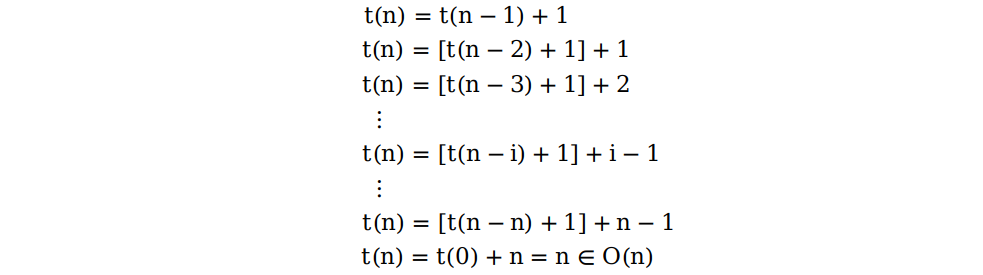 t(n) = t(n − 1) + 1
t(n) = [t(n − 2) + 1] + 1
t(n) = [t(n − 3) + 1] + 2
⋮
t(n) = [t(n − i) + 1] + i − 1
⋮
t(n) = [t(n − n) + 1] + n − 1
t(n) = t(0) + n = n ∈ O(n)